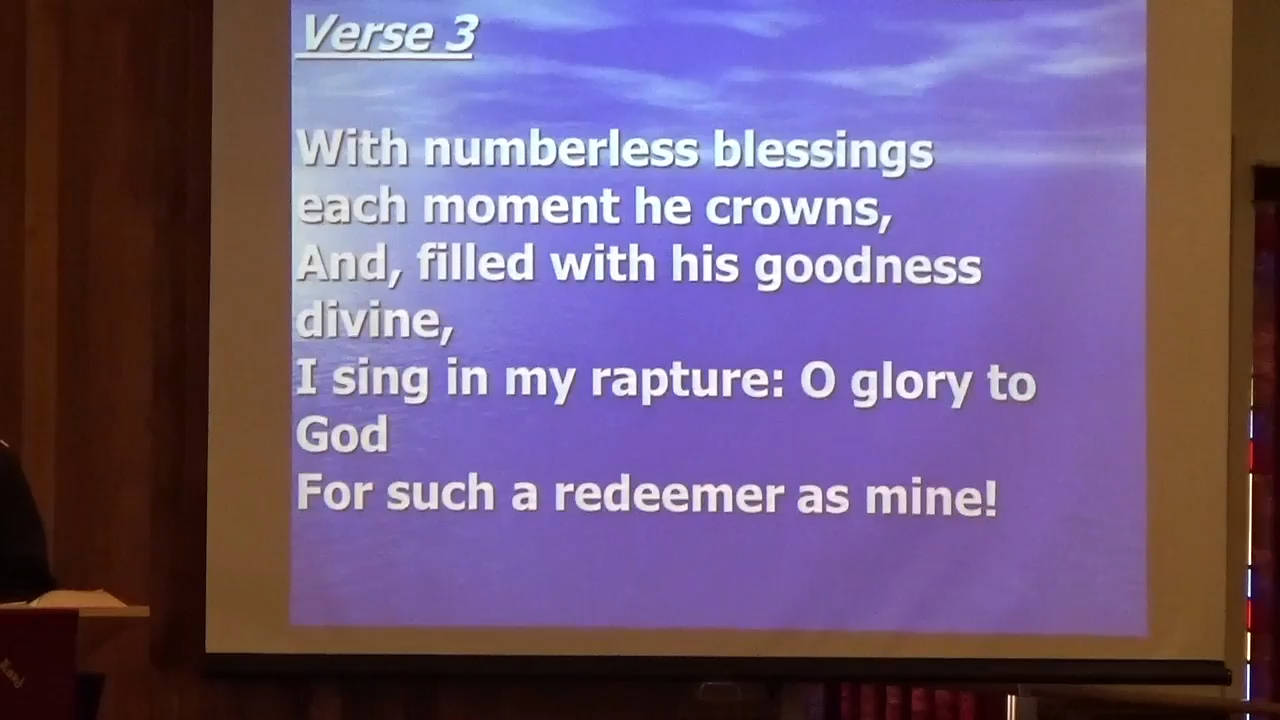 Verse 3
With numberless blessings
each moment he crowns,
And, filled with his goodness
divine,
I sing in my rapture: O glory to
God
For such a redeemer as mine!